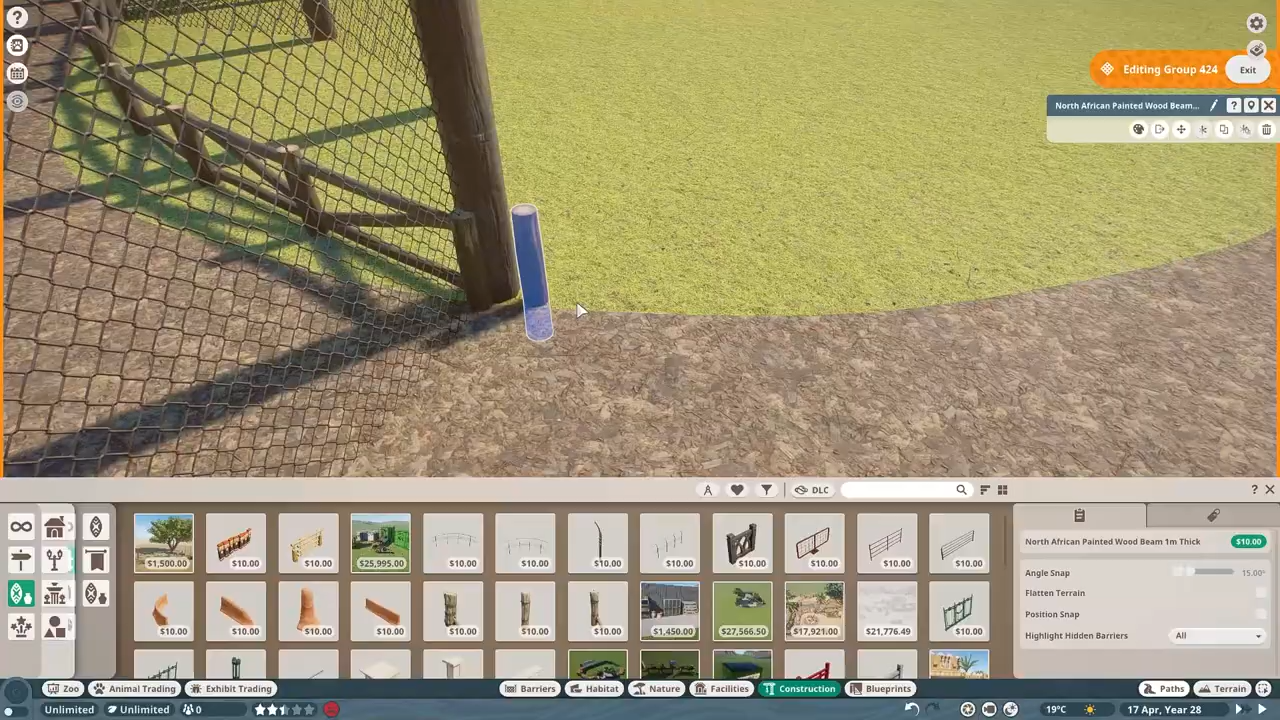 Editing Group 424
Exit
North African Painted Wood Beam...
DLC
$1,500.00 $10.00 $10.00 $25,995.00 $10.00 $10.00 $10.00 $10.00 $10.00 $10.00 $10.00 $10.00
$10.00 $10.00 $10.00 $10.00 $10.00 $10.00 $10.00 $1,450.00 $27,566.50 $17,921.00 $21,776.49 $10.00
North African Painted Wood Beam 1m Thick $10.00
Angle Snap 15.00°
Flatten Terrain
Position Snap
Highlight Hidden Barriers All
Zoo Animal Trading Exhibit Trading Barriers Habitat Nature Facilities Construction Blueprints Paths Terrain
Unlimited Unlimited 0 19°C 17 Apr, Year 28